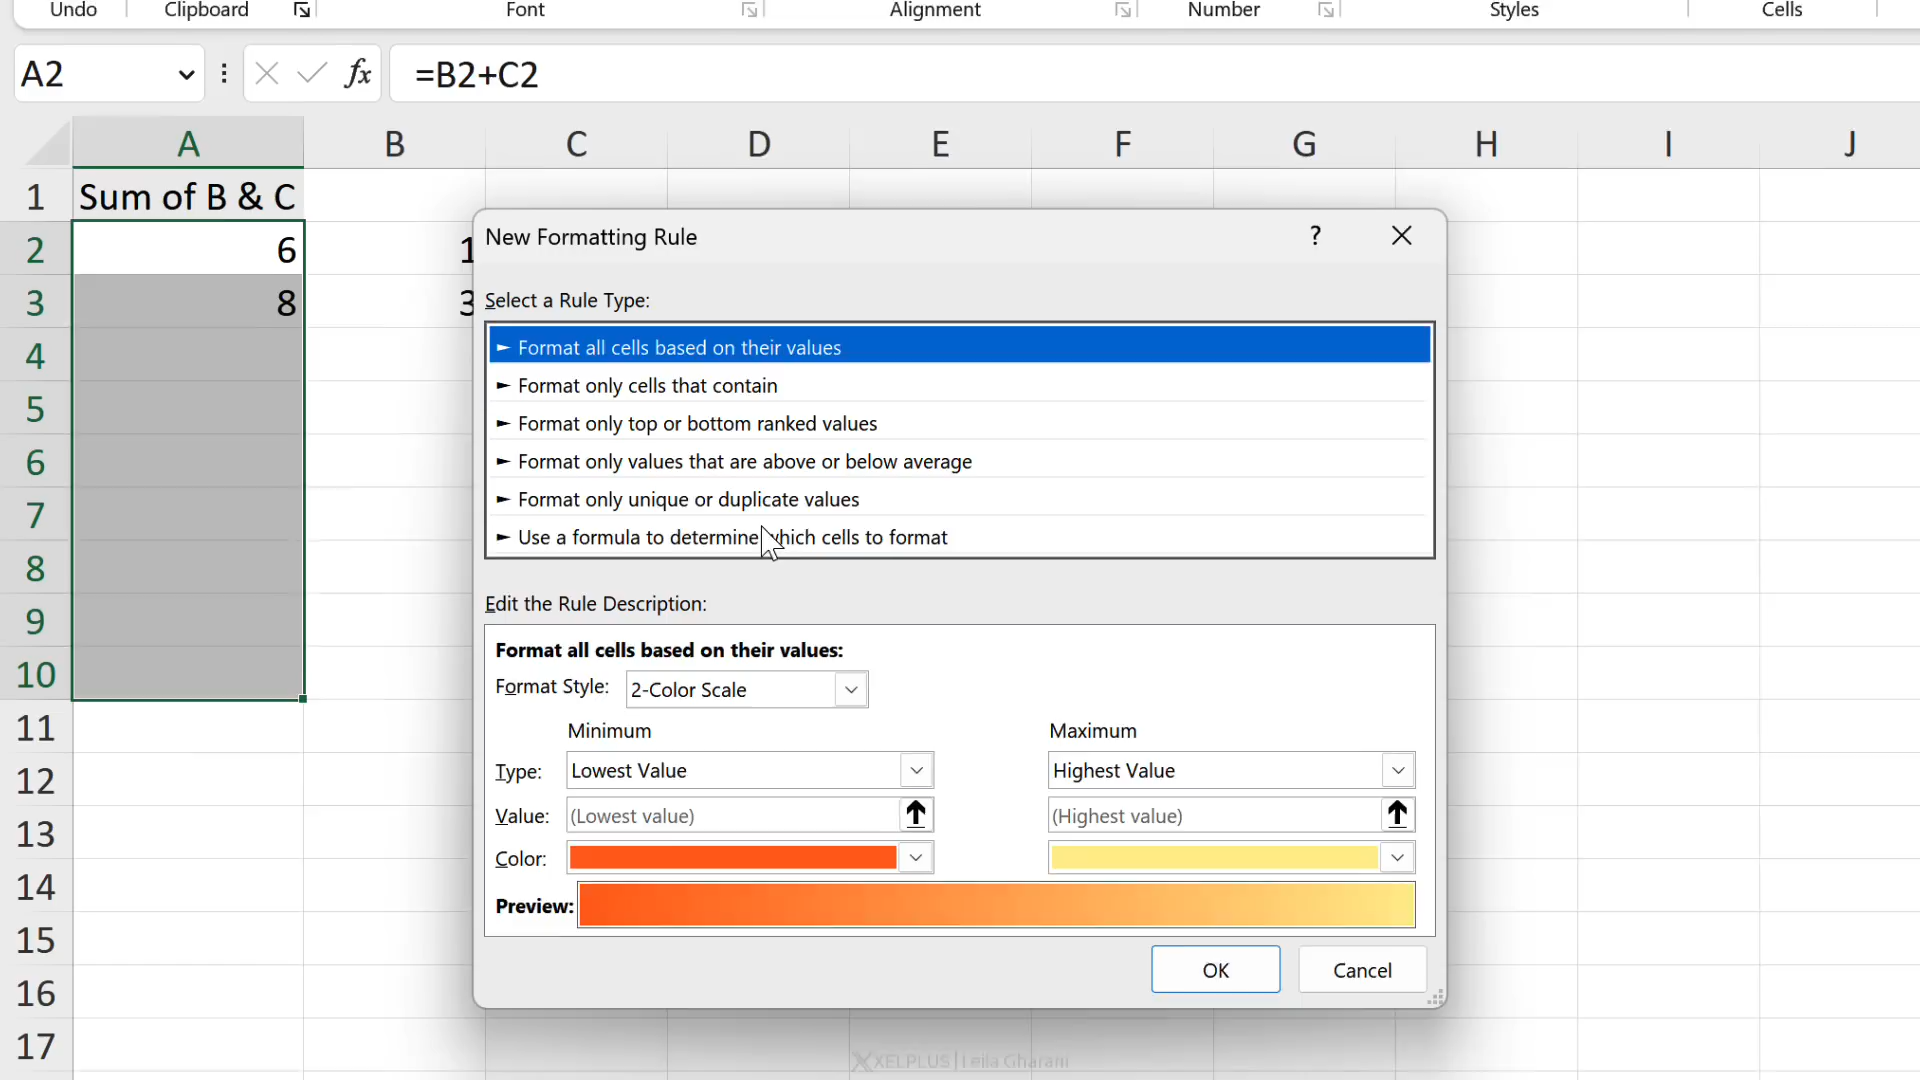 Undo Clipboard Font Alignment Number Styles Cells
A2 fx =B2+C2
A B C D E F G H I J
1 Sum of B & C
2 6 1
3 8 3
4
5
6
7
8
9
10
11
12
13
14
15
16
17
New Formatting Rule ?
Select a Rule Type:
► Format all cells based on their values
► Format only cells that contain
► Format only top or bottom ranked values
► Format only values that are above or below average
► Format only unique or duplicate values
► Use a formula to determine which cells to format
Edit the Rule Description:
Format all cells based on their values:
Format Style: 2-Color Scale
Minimum Maximum
Type: Lowest Value Highest Value
Value: (Lowest value) (Highest value)
Color:
Preview:
OK Cancel
XELPLUS | Leila Gharani